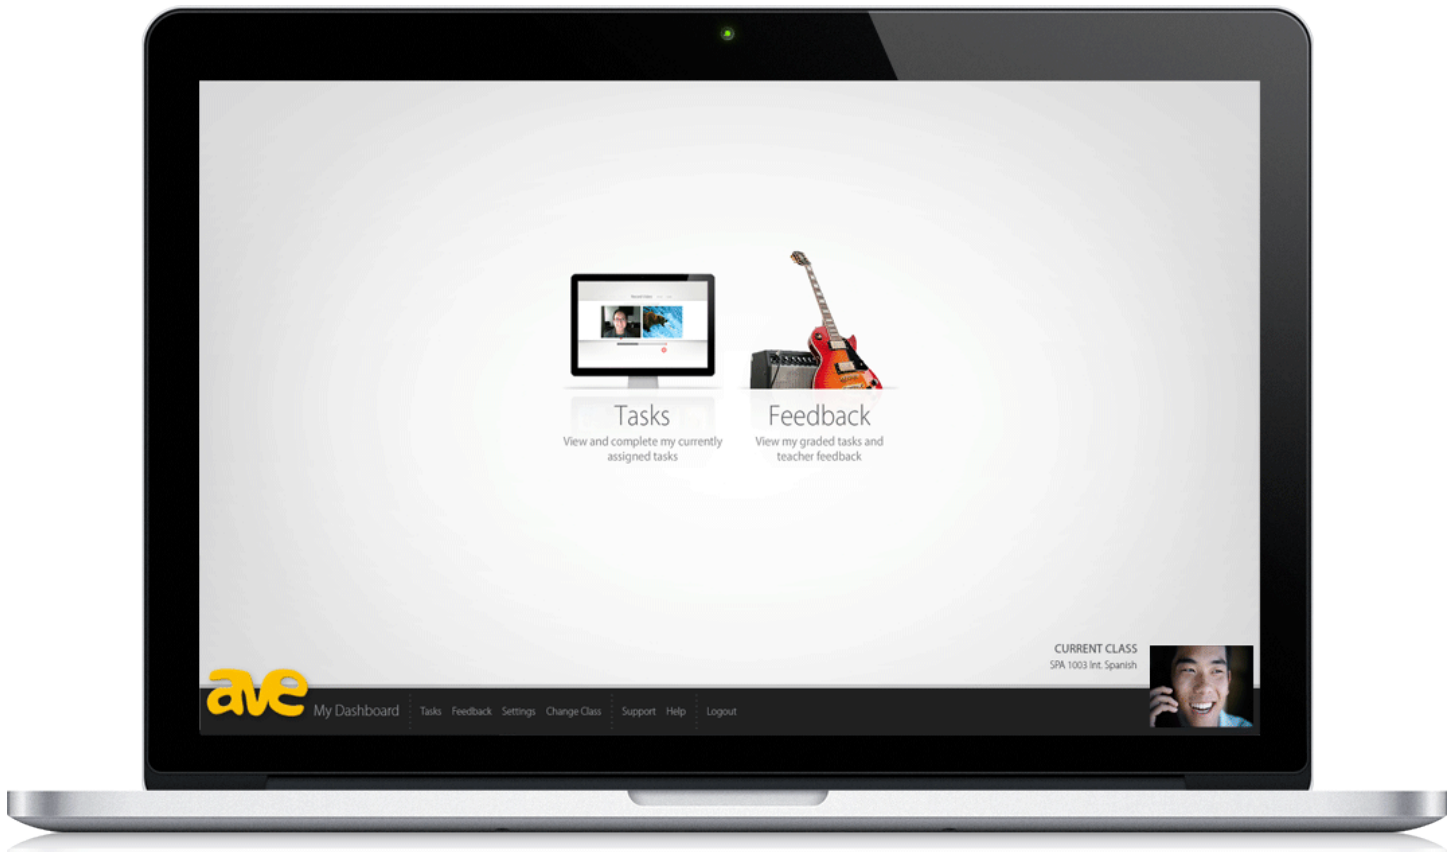 Tasks
View and complete my currently
assigned tasks
Feedback
View my graded tasks and
teacher feedback
CURRENT CLASS
SPA 1003 Int. Spanish
ave
My Dashboard
Tasks
Feedback
Settings
Change Class
Support
Help
Logout